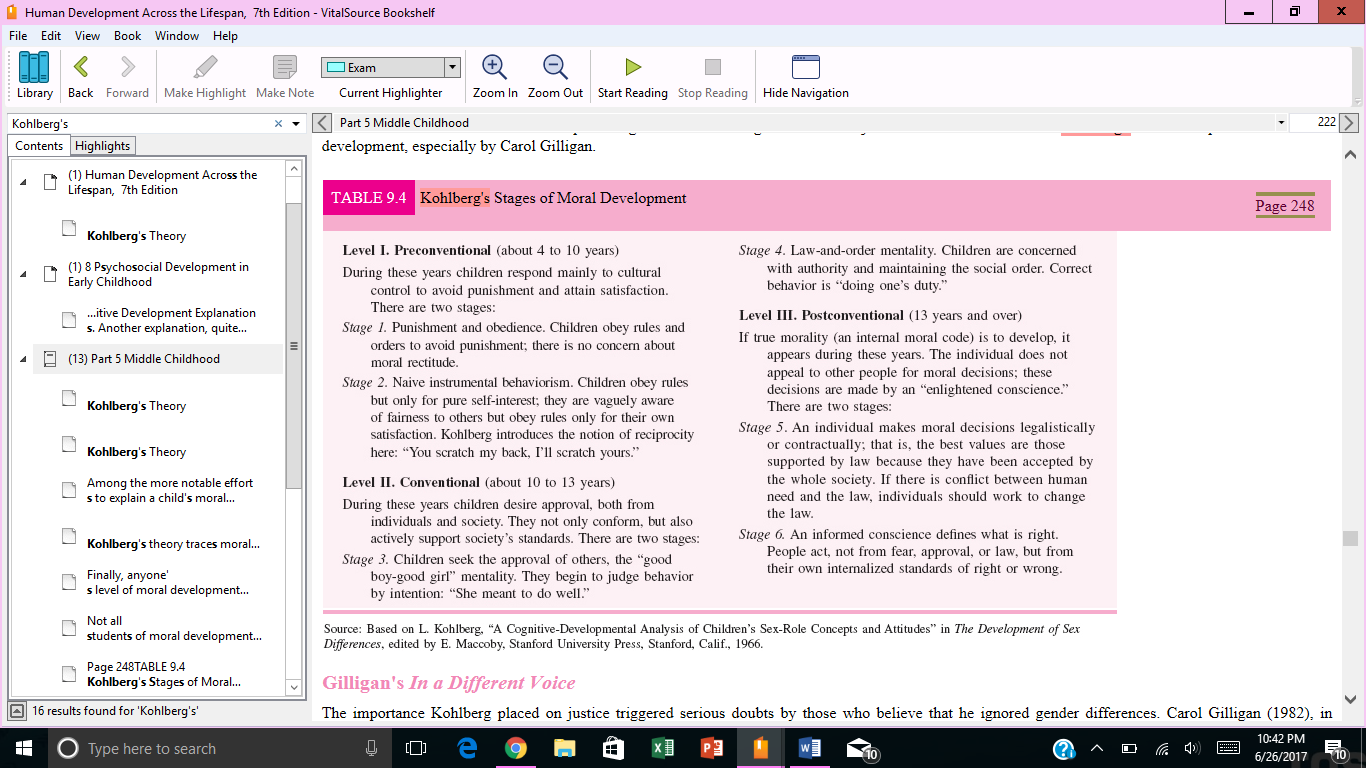 Human Development Across the Lifespan, 7th Edition - VitalSource Bookshelf
File Edit View Book Window Help
Library Back Forward Make Highlight Make Note Exam Current Highlighter Zoom In Zoom Out Start Reading Stop Reading Hide Navigation
Kohlberg's
Contents Highlights
(1) Human Development Across the
Lifespan, 7th Edition
Kohlberg's Theory
(1) 8 Psychosocial Development in
Early Childhood
...itive Development Explanation
s. Another explanation, quite...
(13) Part 5 Middle Childhood
Kohlberg's Theory
Kohlberg's Theory
Among the more notable effort
s to explain a child's moral...
Kohlberg's theory traces moral...
Finally, anyone'
s level of moral development...
Not all
students of moral development...
Page 248TABLE 9.4
Kohlberg's Stages of Moral...
16 results found for 'Kohlberg's'
Part 5 Middle Childhood 222
development, especially by Carol Gilligan.
TABLE 9.4 Kohlberg's Stages of Moral Development Page 248
Level I. Preconventional (about 4 to 10 years)
During these years children respond mainly to cultural
control to avoid punishment and attain satisfaction.
There are two stages:
Stage 1. Punishment and obedience. Children obey rules and
orders to avoid punishment; there is no concern about
moral rectitude.
Stage 2. Naive instrumental behaviorism. Children obey rules
but only for pure self-interest; they are vaguely aware
of fairness to others but obey rules only for their own
satisfaction. Kohlberg introduces the notion of reciprocity
here: “You scratch my back, I’ll scratch yours.”
Level II. Conventional (about 10 to 13 years)
During these years children desire approval, both from
individuals and society. They not only conform, but also
actively support society’s standards. There are two stages:
Stage 3. Children seek the approval of others, the “good
boy-good girl” mentality. They begin to judge behavior
by intention: “She meant to do well.”
Stage 4. Law-and-order mentality. Children are concerned
with authority and maintaining the social order. Correct
behavior is “doing one’s duty.”
Level III. Postconventional (13 years and over)
If true morality (an internal moral code) is to develop, it
appears during these years. The individual does not
appeal to other people for moral decisions; these
decisions are made by an “enlightened conscience.”
There are two stages:
Stage 5. An individual makes moral decisions legalistically
or contractually; that is, the best values are those
supported by law because they have been accepted by
the whole society. If there is conflict between human
need and the law, individuals should work to change
the law.
Stage 6. An informed conscience defines what is right.
People act, not from fear, approval, or law, but from
their own internalized standards of right or wrong.
Source: Based on L. Kohlberg, “A Cognitive-Developmental Analysis of Children’s Sex-Role Concepts and Attitudes” in The Development of Sex
Differences, edited by E. Maccoby, Stanford University Press, Stanford, Calif., 1966.
Gilligan's In a Different Voice
The importance Kohlberg placed on justice triggered serious doubts by those who believe that he ignored gender differences. Carol Gilligan (1982), in
Type here to search
10
10:42 PM
6/26/2017
10